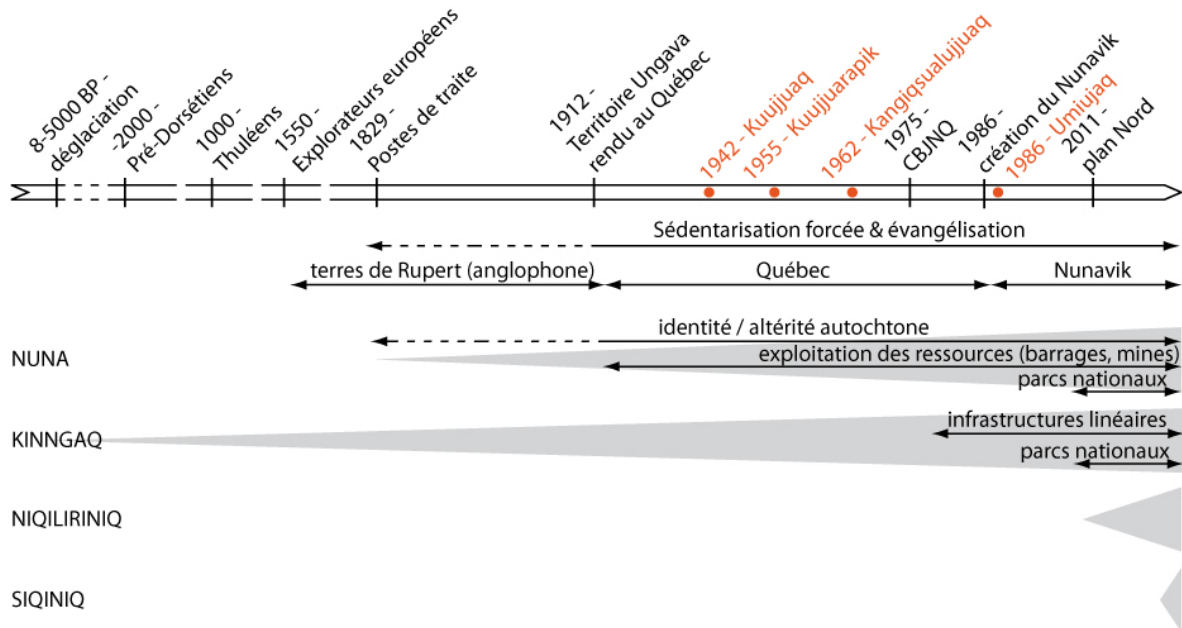 8-5000 BP -
déglaciation
-2000 -
Pré-Dorsétiens
1000 -
Thuléens
1550 -
Explorateurs européens
1829 -
Postes de traite
1912 -
Territoire Ungava
rendu au Québec
1942 - Kuujjuaq
1955 - Kuujjuarapik
1962 - Kangiqsualujjuaq
1975 -
CBJNQ
1986 -
création du Nunavik
1986 - Umiujaq
2011 -
plan Nord
Sédentarisation forcée & évangélisation
terres de Rupert (anglophone)
Québec
Nunavik
identité / altérité autochtone
NUNA
exploitation des ressources (barrages, mines)
parcs nationaux
infrastructures linéaires
KINNGAQ
parcs nationaux
NIQILIRINIQ
SIQINIQ